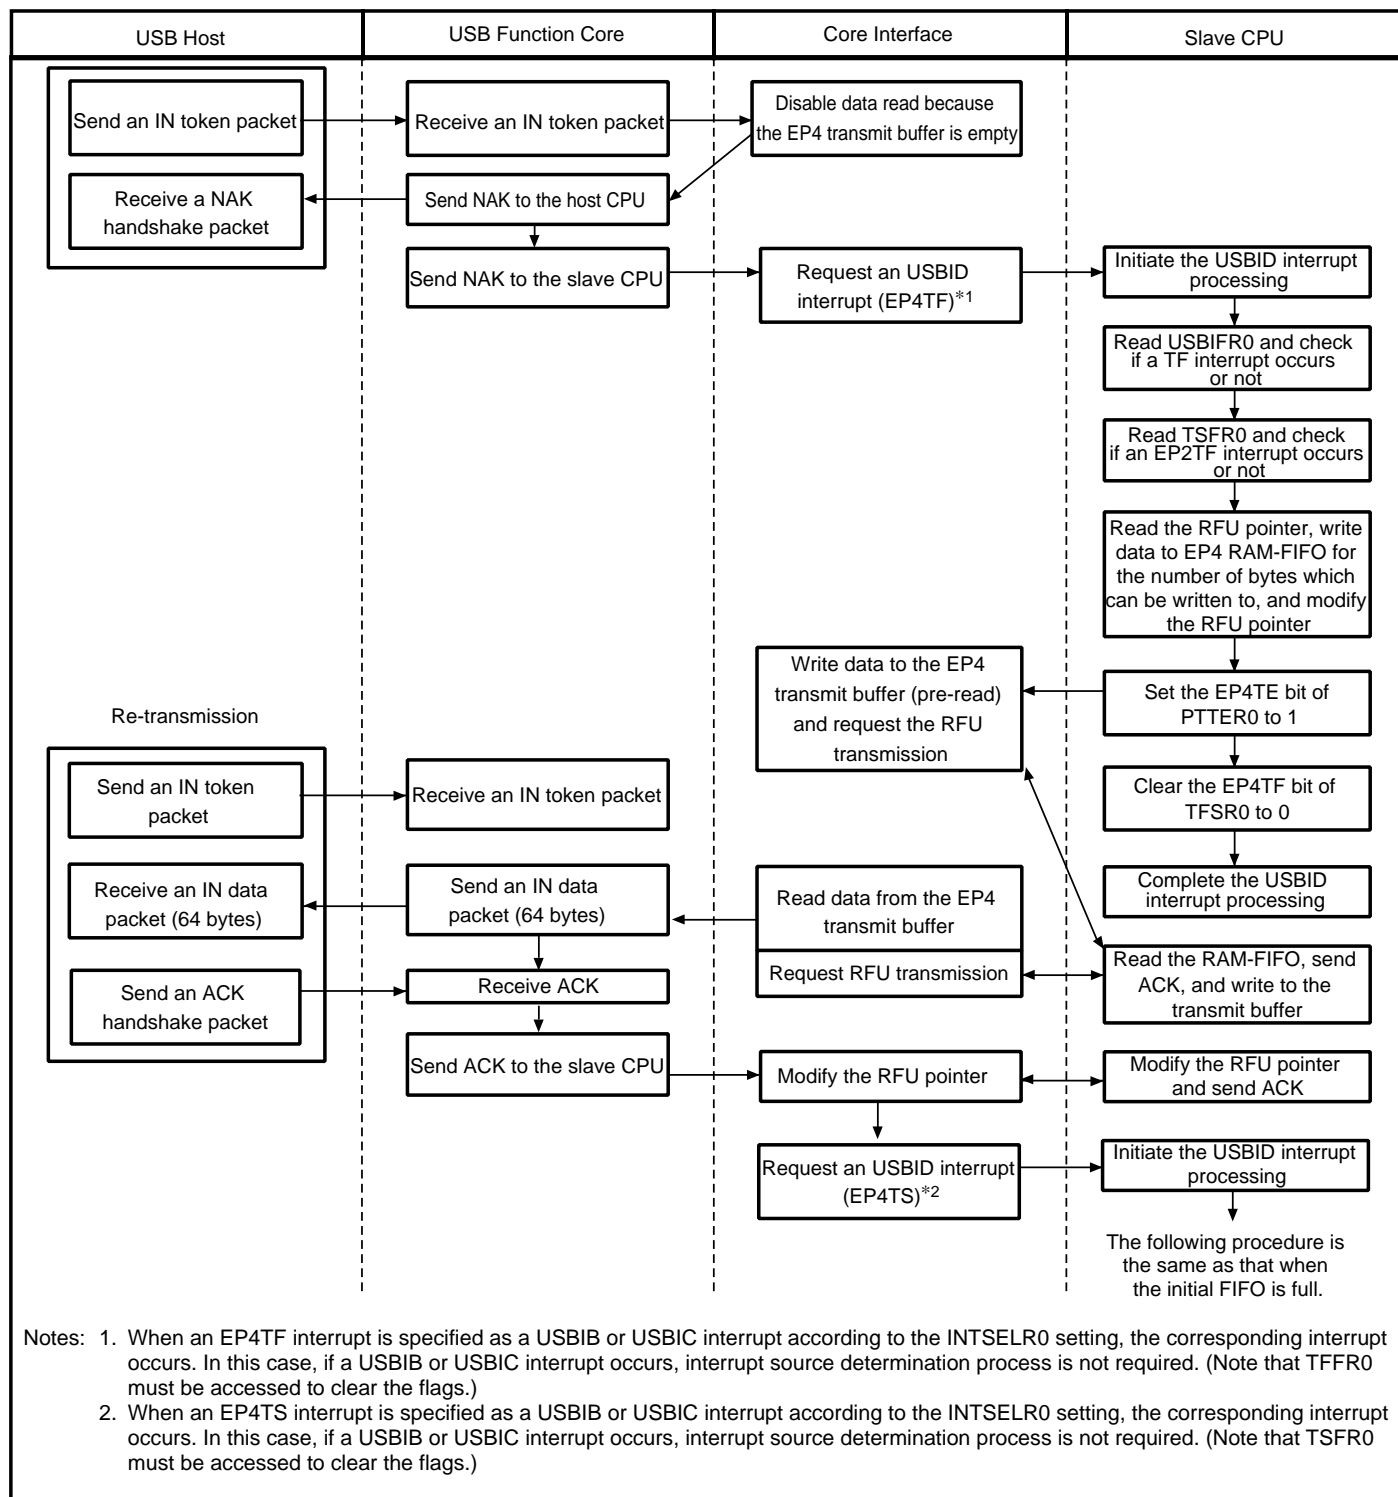 USB Host
USB Function Core
Core Interface
Slave CPU
Send an IN token packet
Receive an IN token packet
Disable data read because
the EP4 transmit buffer is empty
Receive a NAK
handshake packet
Send NAK to the host CPU
Send NAK to the slave CPU
Request an USBID
interrupt (EP4TF)*1
Initiate the USBID interrupt
processing
Read USBIFR0 and check
if a TF interrupt occurs
or not
Read TSFR0 and check
if an EP2TF interrupt occurs
or not
Read the RFU pointer, write
data to EP4 RAM-FIFO for
the number of bytes which
can be written to, and modify
the RFU pointer
Write data to the EP4
transmit buffer (pre-read)
and request the RFU
transmission
Set the EP4TE bit of
PTTER0 to 1
Re-transmission
Send an IN token
packet
Receive an IN token packet
Clear the EP4TF bit of
TFSR0 to 0
Receive an IN data
packet (64 bytes)
Send an IN data
packet (64 bytes)
Read data from the EP4
transmit buffer
Complete the USBID
interrupt processing
Request RFU transmission
Read the RAM-FIFO, send
ACK, and write to the
transmit buffer
Send an ACK
handshake packet
Receive ACK
Send ACK to the slave CPU
Modify the RFU pointer
Modify the RFU pointer
and send ACK
Request an USBID interrupt
(EP4TS)*2
Initiate the USBID interrupt
processing
The following procedure is
the same as that when
the initial FIFO is full.
Notes: 1. When an EP4TF interrupt is specified as a USBIB or USBIC interrupt according to the INTSELR0 setting, the corresponding interrupt
occurs. In this case, if a USBIB or USBIC interrupt occurs, interrupt source determination process is not required. (Note that TFFR0
must be accessed to clear the flags.)
2. When an EP4TS interrupt is specified as a USBIB or USBIC interrupt according to the INTSELR0 setting, the corresponding interrupt
occurs. In this case, if a USBIB or USBIC interrupt occurs, interrupt source determination process is not required. (Note that TSFR0
must be accessed to clear the flags.)